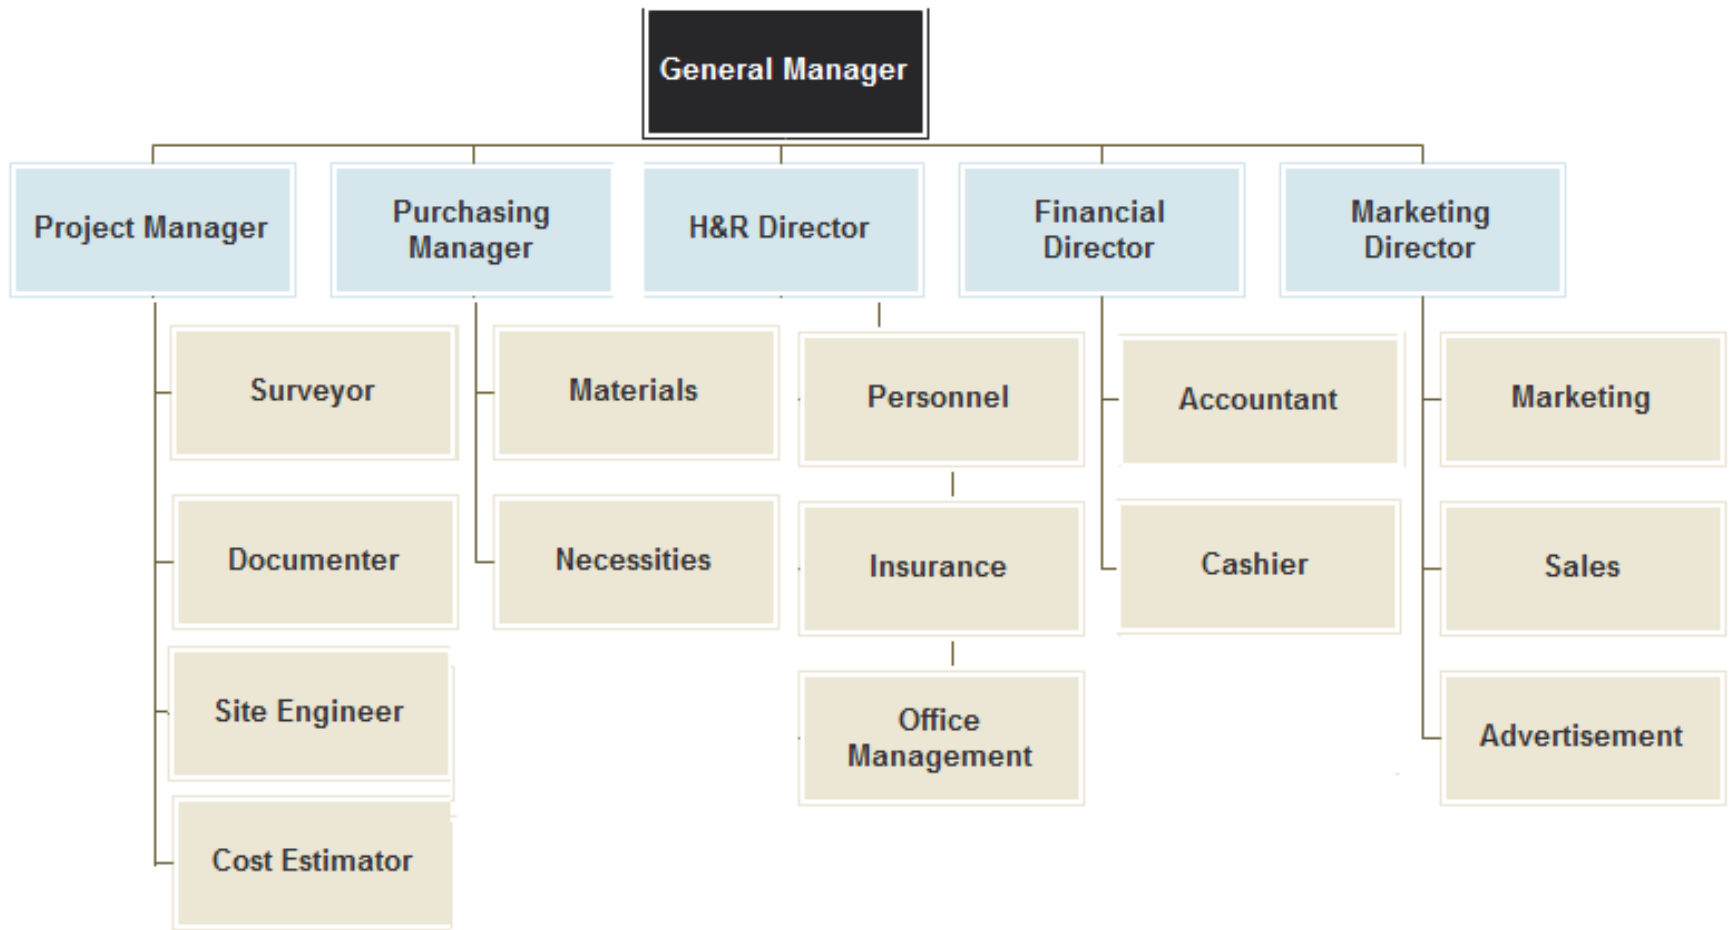 General Manager
Project Manager
Purchasing
Manager
H&R Director
Financial
Director
Marketing
Director
Surveyor
Materials
Personnel
Accountant
Marketing
Documenter
Necessities
Insurance
Cashier
Sales
Site Engineer
Office
Management
Advertisement
Cost Estimator